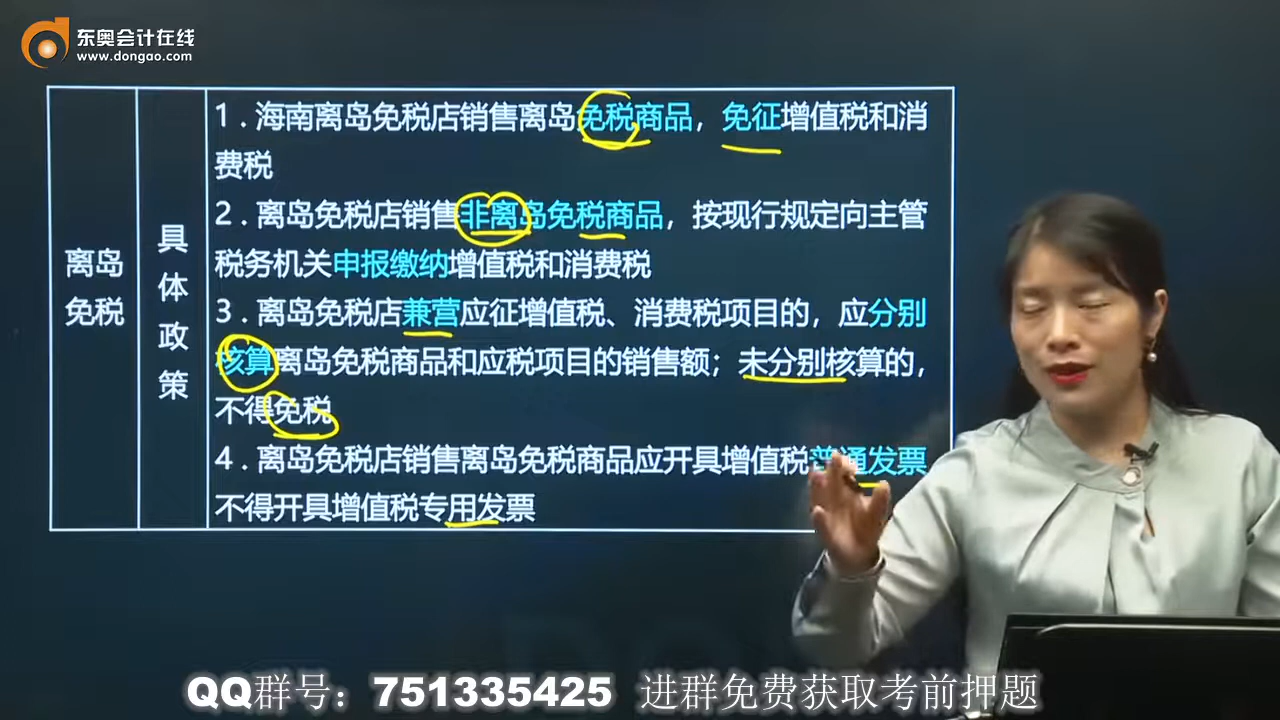 东奥会计在线
www.dongao.com
离岛
免税
具
体
政
策
1．海南离岛免税店销售离岛免税商品，免征增值税和消
费税
2．离岛免税店销售非离岛免税商品，按现行规定向主管
税务机关申报缴纳增值税和消费税
3．离岛免税店兼营应征增值税、消费税项目的，应分别
核算离岛免税商品和应税项目的销售额；未分别核算的，
不得免税
4．离岛免税店销售离岛免税商品应开具增值税普通发票
不得开具增值税专用发票
QQ群号：751335425 进群免费获取考前押题